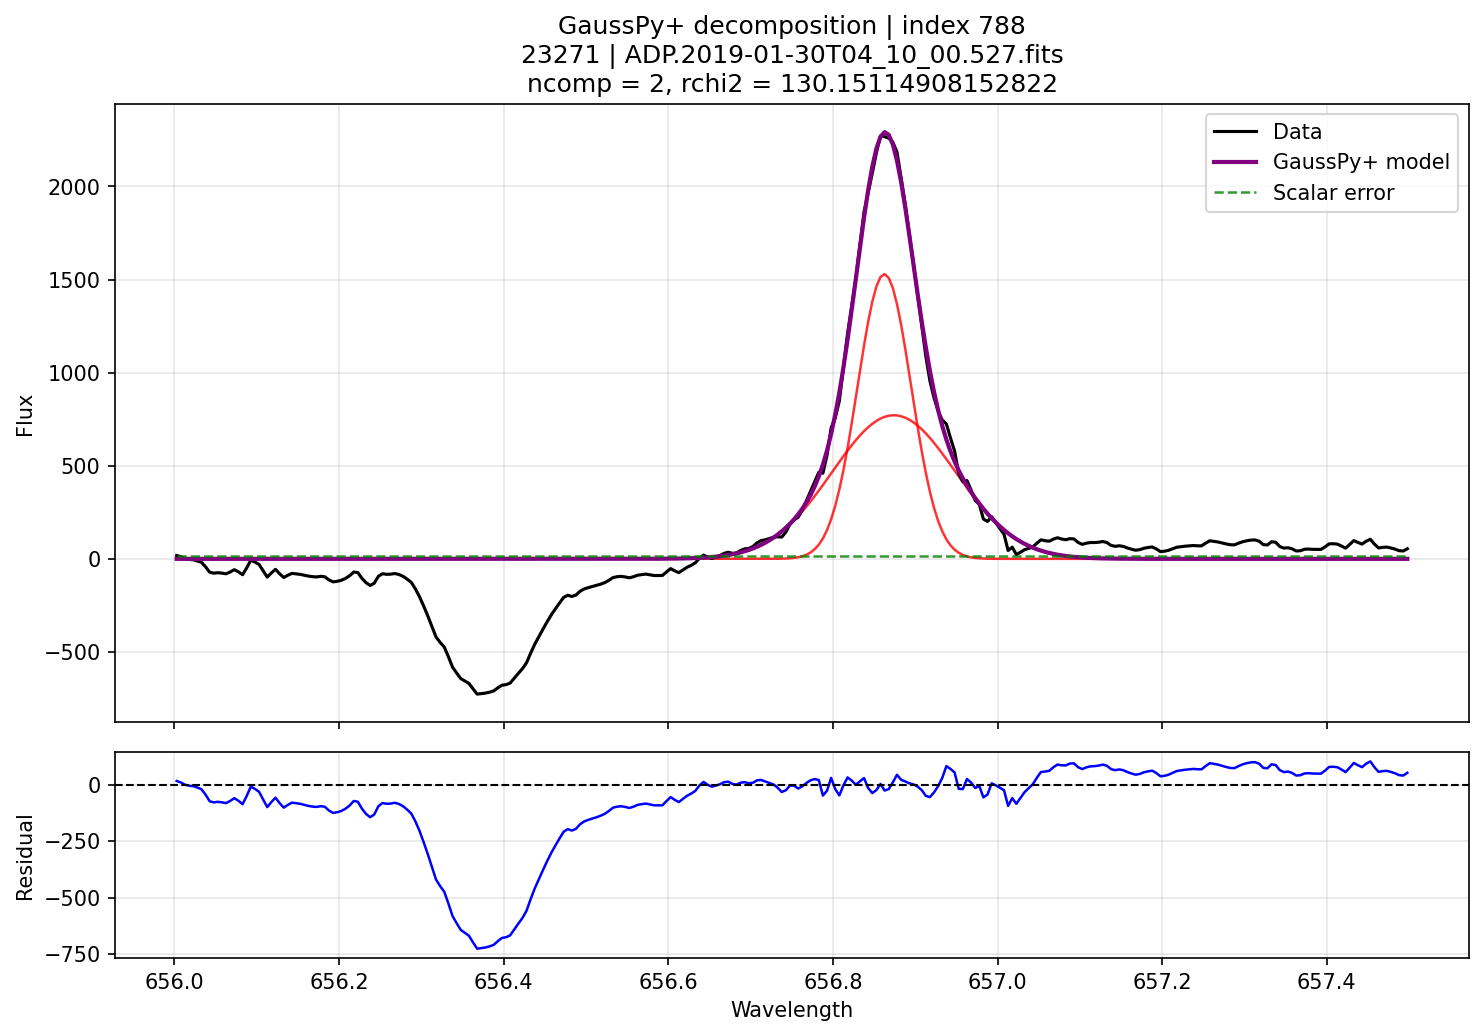 GaussPy+ decomposition | index 788
23271 | ADP.2019-01-30T04_10_00.527.fits
ncomp = 2, rchi2 = 130.15114908152822
Data
GaussPy+ model
Scalar error
Flux
2000
1500
1000
500
0
−500
Residual
0
−250
−500
−750
656.0
656.2
656.4
656.6
656.8
657.0
657.2
657.4
Wavelength